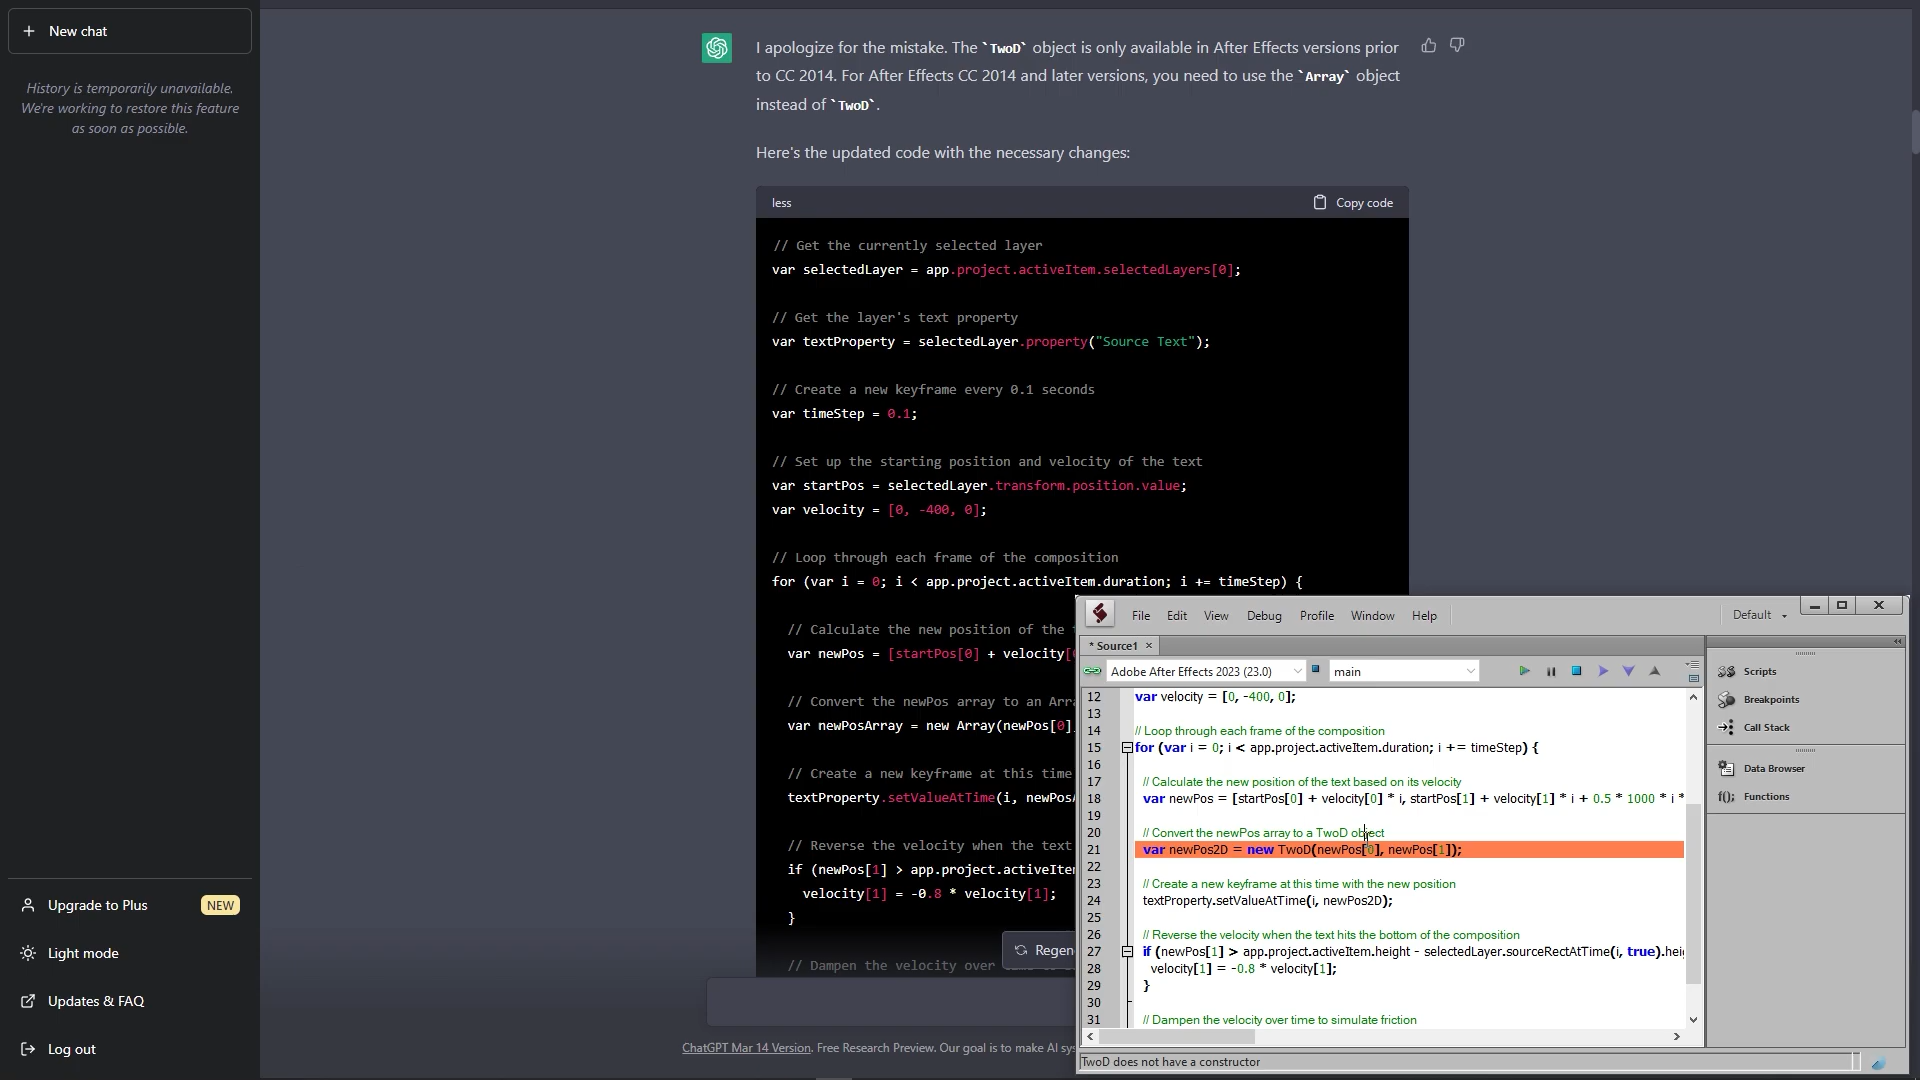 New chat
History is temporarily unavailable.
We're working to restore this feature
as soon as possible.
Upgrade to Plus NEW
Light mode
Updates & FAQ
Log out
I apologize for the mistake. The `TwoD` object is only available in After Effects versions prior
to CC 2014. For After Effects CC 2014 and later versions, you need to use the `Array` object
instead of `TwoD`.
Here's the updated code with the necessary changes:
less Copy code
// Get the currently selected layer
var selectedLayer = app.project.activeItem.selectedLayers[0];
// Get the layer's text property
var textProperty = selectedLayer.property("Source Text");
// Create a new keyframe every 0.1 seconds
var timeStep = 0.1;
// Set up the starting position and velocity of the text
var startPos = selectedLayer.transform.position.value;
var velocity = [0, -400, 0];
// Loop through each frame of the composition
for (var i = 0; i < app.project.activeItem.duration; i += timeStep) {
// Calculate the new position of the
var newPos = [startPos[0] + velocity[
// Convert the newPos array to an Arr
var newPosArray = new Array(newPos[0]
// Create a new keyframe at this time
textProperty.setValueAtTime(i, newPos
// Reverse the velocity when the text
if (newPos[1] > app.project.activeIte
velocity[1] = -0.8 * velocity[1];
}
// Dampen the velocity over
Regen
ChatGPT Mar 14 Version. Free Research Preview. Our goal is to make AI sys
File Edit View Debug Profile Window Help Default
* Source1
Adobe After Effects 2023 (23.0) main
12 var velocity = [0, -400, 0];
13
14 // Loop through each frame of the composition
15 for (var i = 0; i < app.project.activeItem.duration; i += timeStep) {
16
17 // Calculate the new position of the text based on its velocity
18 var newPos = [startPos[0] + velocity[0] * i, startPos[1] + velocity[1] * i + 0.5 * 1000 * i *
19
20 // Convert the newPos array to a TwoD object
21 var newPos2D = new TwoD(newPos[0], newPos[1]);
22
23 // Create a new keyframe at this time with the new position
24 textProperty.setValueAtTime(i, newPos2D);
25
26 // Reverse the velocity when the text hits the bottom of the composition
27 if (newPos[1] > app.project.activeItem.height - selectedLayer.sourceRectAtTime(i, true).hei
28 velocity[1] = -0.8 * velocity[1];
29 }
30
31 // Dampen the velocity over time to simulate friction
TwoD does not have a constructor
Scripts
Breakpoints
Call Stack
Data Browser
Functions